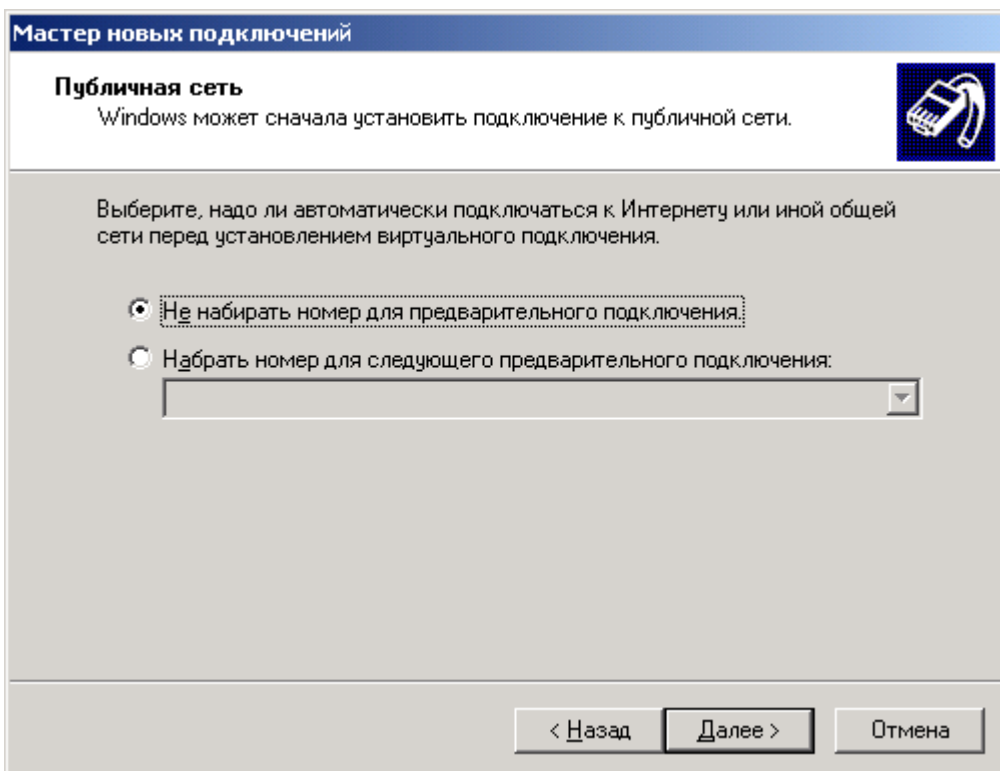 Мастер новых подключений
Публичная сеть
Windows может сначала установить подключение к публичной сети.
Выберите, надо ли автоматически подключаться к Интернету или иной общей
сети перед установлением виртуального подключения.
Не набирать номер для предварительного подключения.
Набрать номер для следующего предварительного подключения:
< Назад
Далее >
Отмена